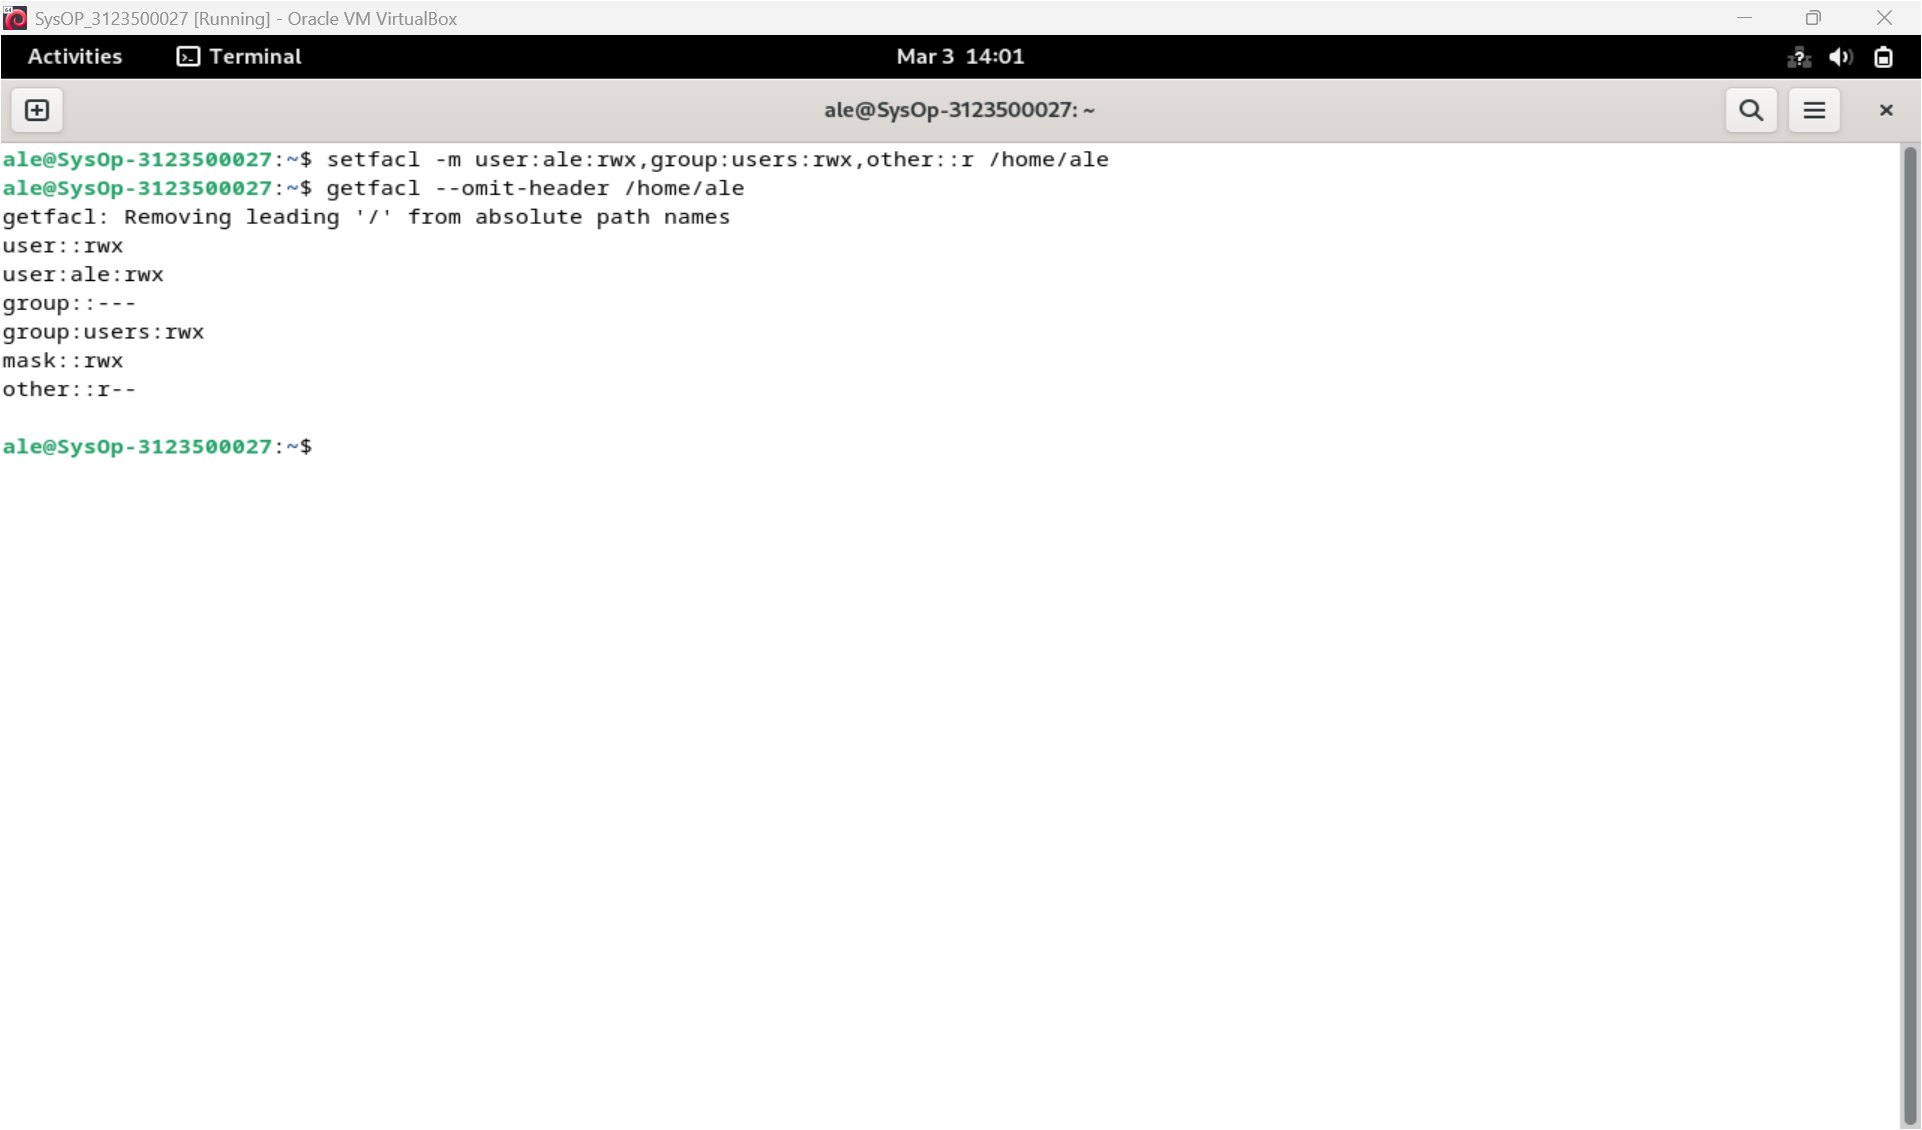 SysOP_3123500027 [Running] - Oracle VM VirtualBox
Activities Terminal Mar 3 14:01
ale@SysOp-3123500027: ~
ale@SysOp-3123500027:~$ setfacl -m user:ale:rwx,group:users:rwx,other::r /home/ale
ale@SysOp-3123500027:~$ getfacl --omit-header /home/ale
getfacl: Removing leading '/' from absolute path names
user::rwx
user:ale:rwx
group::---
group:users:rwx
mask::rwx
other::r--
ale@SysOp-3123500027:~$